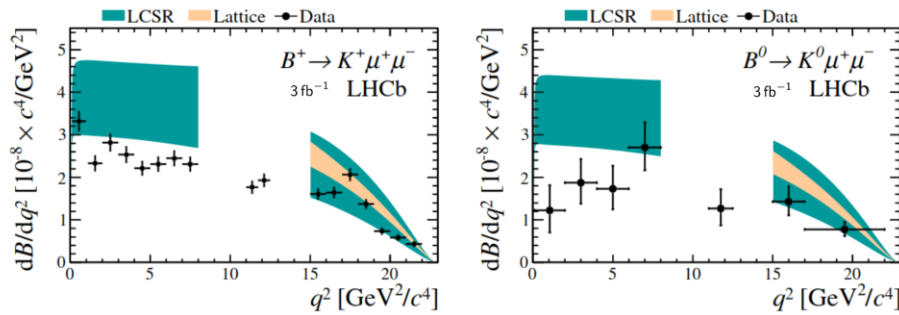 LCSR Lattice Data
dB/dq² [10⁻⁸ × c⁴/GeV²]
5
4
3
2
1
0
B⁺ → K⁺μ⁺μ⁻
3 fb⁻¹ LHCb
0 5 10 15 20
q² [GeV²/c⁴]
LCSR Lattice Data
dB/dq² [10⁻⁸ × c⁴/GeV²]
5
4
3
2
1
0
B⁰ → K⁰μ⁺μ⁻
3 fb⁻¹ LHCb
0 5 10 15 20
q² [GeV²/c⁴]